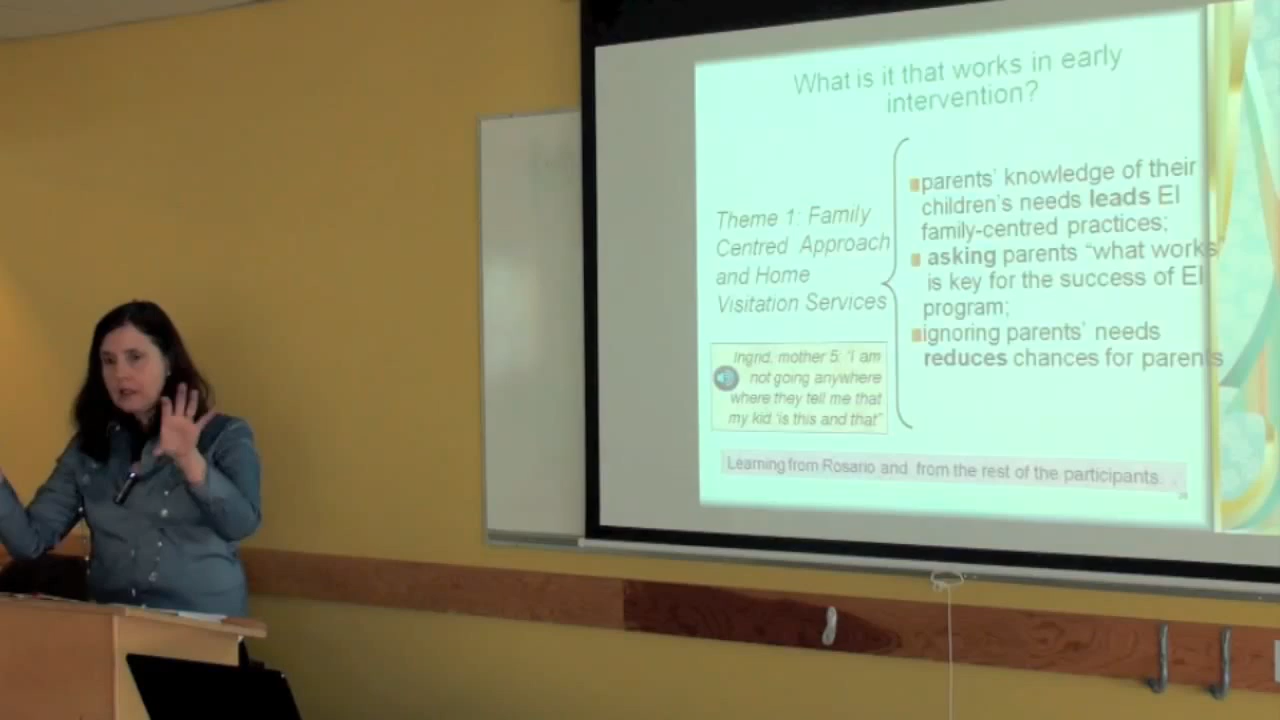 What is it that works in early
intervention?
Theme 1: Family
Centred Approach
and Home
Visitation Services
parents' knowledge of their
children's needs leads EI
family-centred practices;
asking parents "what works"
is key for the success of EI
program;
ignoring parents' needs
reduces chances for parents
Ingrid, mother 5: 'I am
not going anywhere
where they tell me that
my kid 'is this and that"
Learning from Rosario and from the rest of the participants.